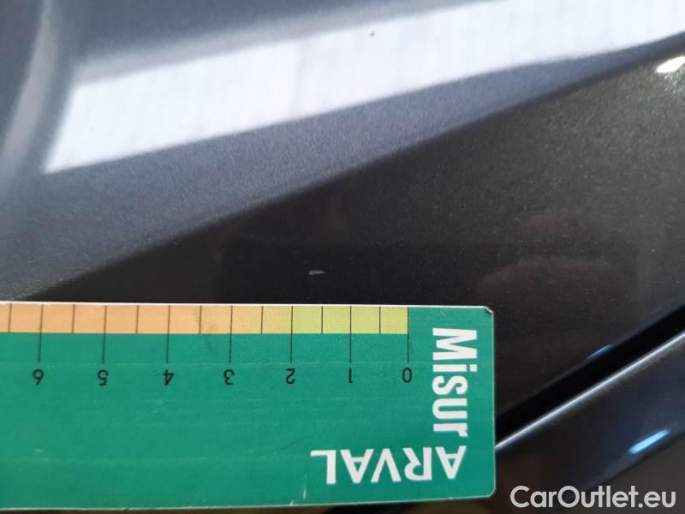 6 5 4 3 2 1 0
Misur
ARVAL
CarOutlet.eu